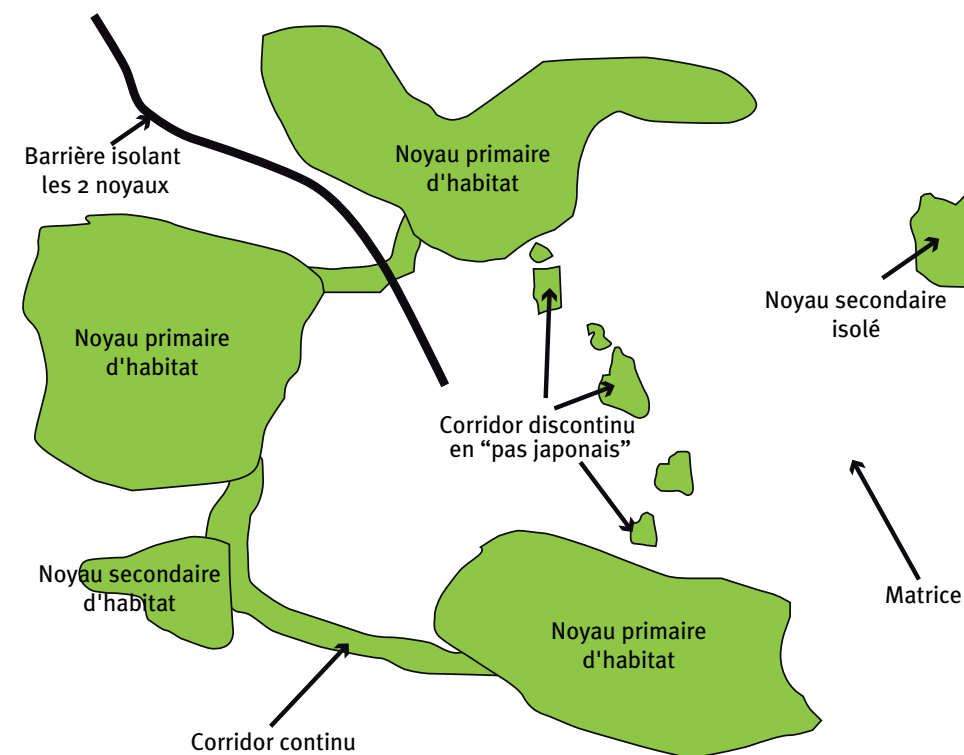 Noyau primaire
d'habitat
Barrière isolant
les 2 noyaux
Noyau secondaire
isolé
Noyau primaire
d'habitat
Corridor discontinu
en “pas japonais”
Noyau secondaire
d'habitat
Matrice
Noyau primaire
d'habitat
Corridor continu